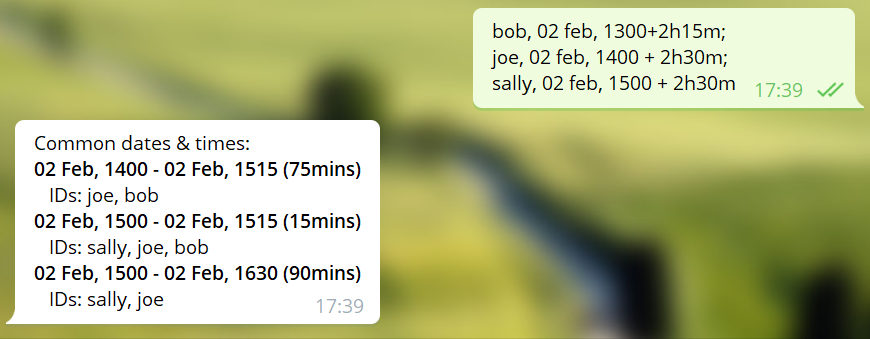 bob, 02 feb, 1300+2h15m;
joe, 02 feb, 1400 + 2h30m;
sally, 02 feb, 1500 + 2h30m 17:39
Common dates & times:
02 Feb, 1400 - 02 Feb, 1515 (75mins)
IDs: joe, bob
02 Feb, 1500 - 02 Feb, 1515 (15mins)
IDs: sally, joe, bob
02 Feb, 1500 - 02 Feb, 1630 (90mins)
IDs: sally, joe 17:39